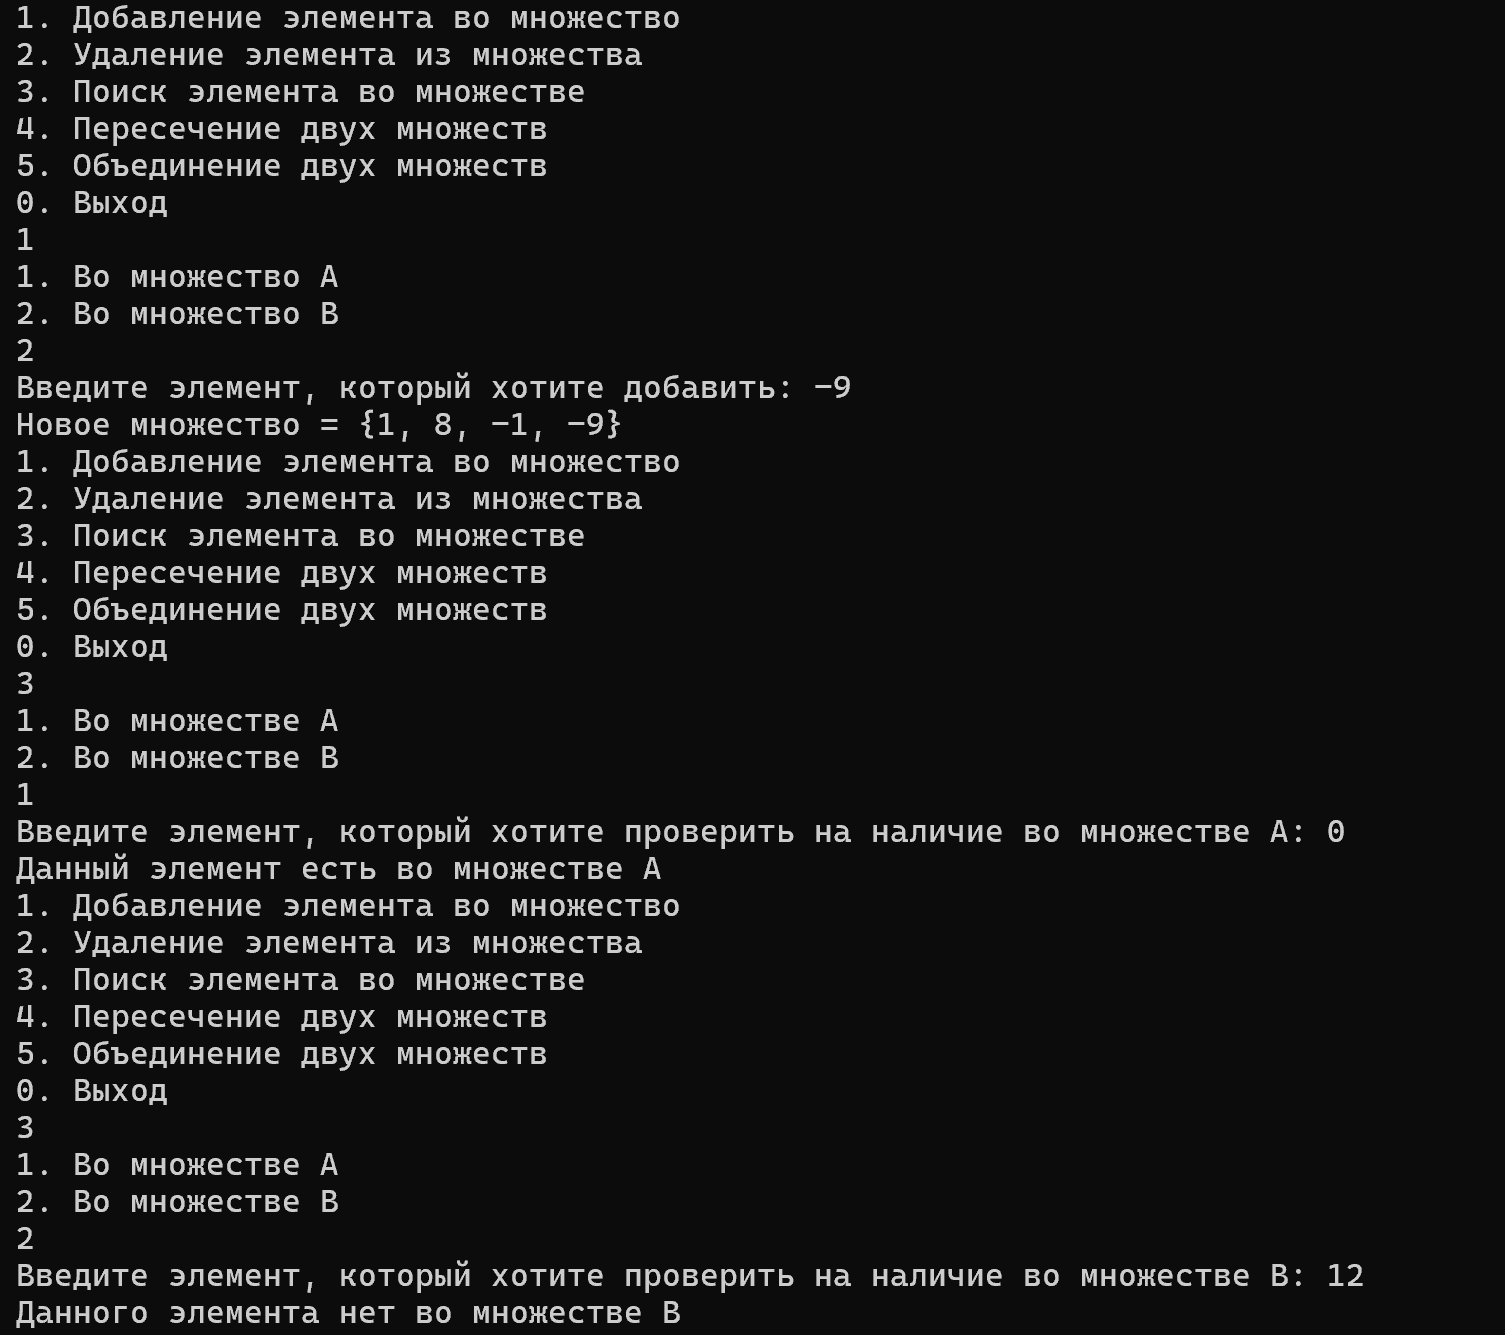 1. Добавление элемента во множество
2. Удаление элемента из множества
3. Поиск элемента во множестве
4. Пересечение двух множеств
5. Объединение двух множеств
0. Выход
1
1. Во множество A
2. Во множество B
2
Введите элемент, который хотите добавить: -9
Новое множество = {1, 8, -1, -9}
1. Добавление элемента во множество
2. Удаление элемента из множества
3. Поиск элемента во множестве
4. Пересечение двух множеств
5. Объединение двух множеств
0. Выход
3
1. Во множестве A
2. Во множестве B
1
Введите элемент, который хотите проверить на наличие во множестве A: 0
Данный элемент есть во множестве A
1. Добавление элемента во множество
2. Удаление элемента из множества
3. Поиск элемента во множестве
4. Пересечение двух множеств
5. Объединение двух множеств
0. Выход
3
1. Во множестве A
2. Во множестве B
2
Введите элемент, который хотите проверить на наличие во множестве B: 12
Данного элемента нет во множестве B